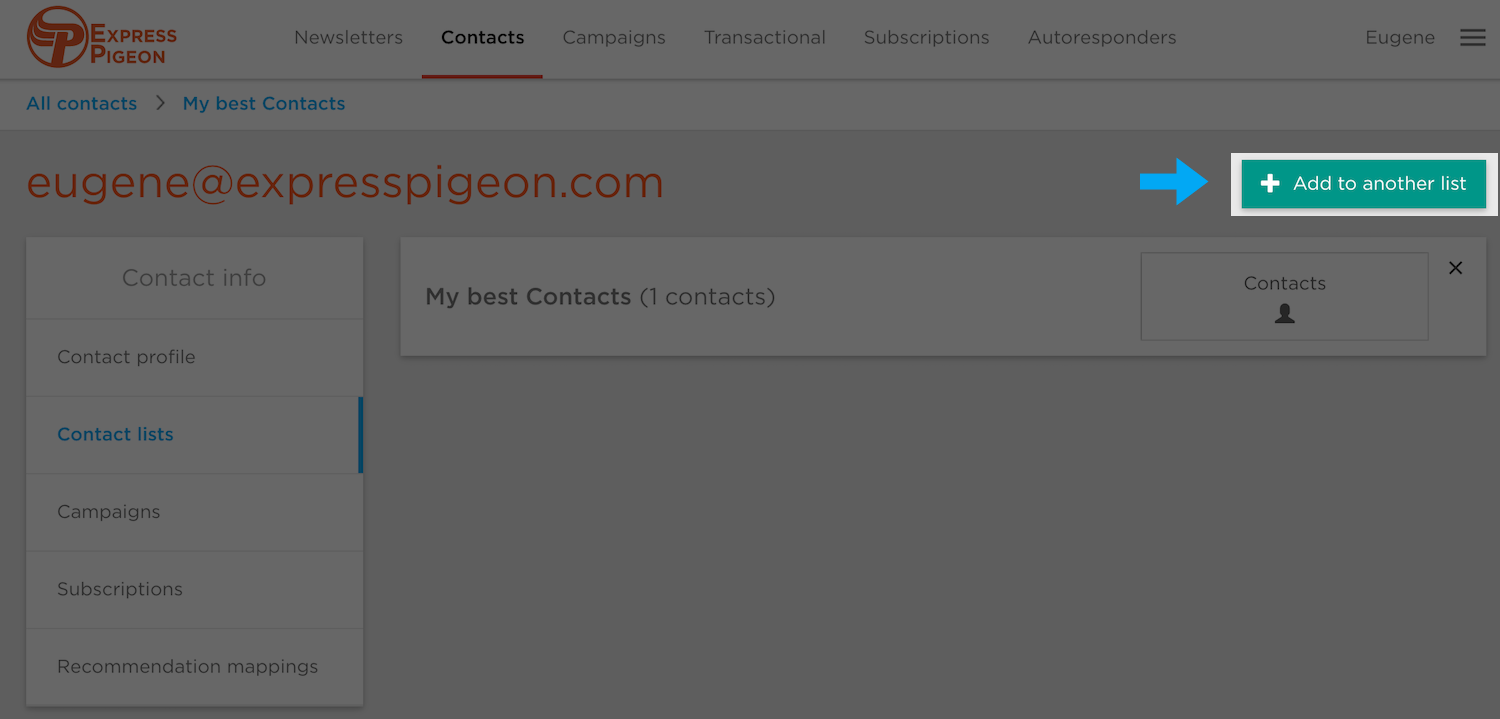 EXPRESS
PIGEON
Newsletters Contacts Campaigns Transactional Subscriptions Autoresponders Eugene
All contacts > My best Contacts
eugene@expresspigeon.com
+ Add to another list
Contact info
Contact profile
Contact lists
Campaigns
Subscriptions
Recommendation mappings
My best Contacts (1 contacts)
Contacts